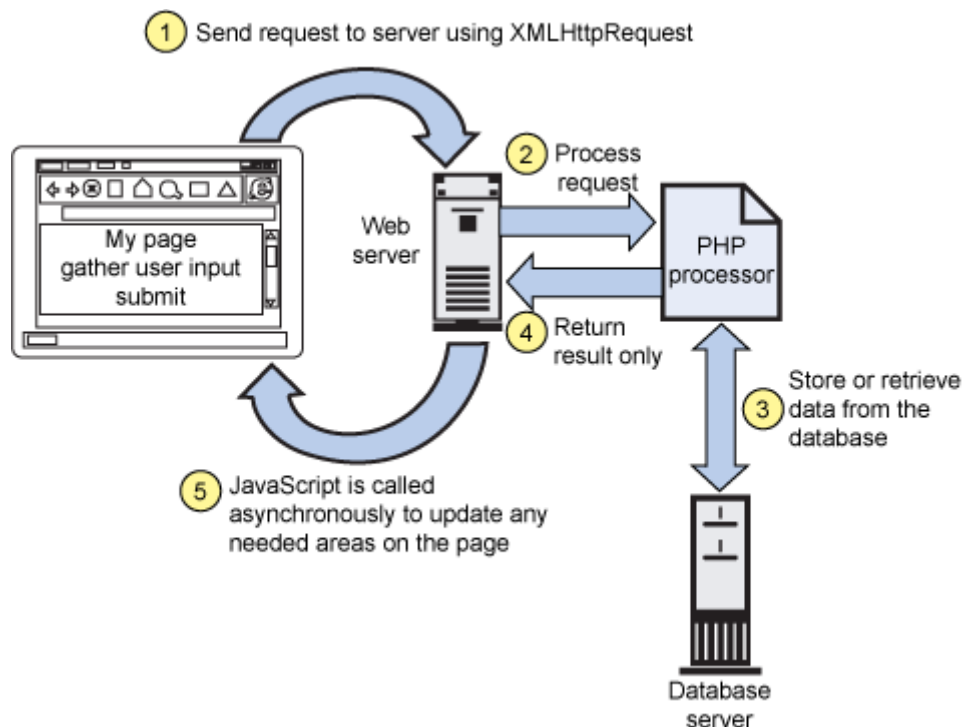 1 Send request to server using XMLHttpRequest
2 Process
request
Web
server
My page
gather user input
submit
PHP
processor
4 Return
result only
3 Store or retrieve
data from the
database
5 JavaScript is called
asynchronously to update any
needed areas on the page
Database
server